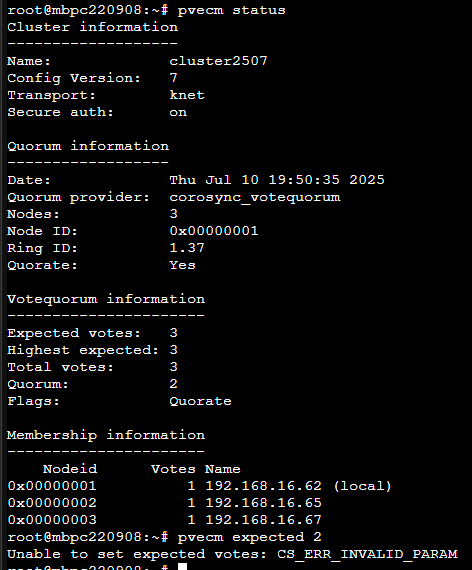 root@mbpc220908:~# pvecm status
Cluster information
-------------------
Name:             cluster2507
Config Version:   7
Transport:        knet
Secure auth:      on

Quorum information
------------------
Date:             Thu Jul 10 19:50:35 2025
Quorum provider:  corosync_votequorum
Nodes:            3
Node ID:          0x00000001
Ring ID:          1.37
Quorate:          Yes

Votequorum information
----------------------
Expected votes:   3
Highest expected: 3
Total votes:      3
Quorum:           2
Flags:            Quorate

Membership information
----------------------
    Nodeid      Votes Name
0x00000001          1 192.168.16.62 (local)
0x00000002          1 192.168.16.65
0x00000003          1 192.168.16.67
root@mbpc220908:~# pvecm expected 2
Unable to set expected votes: CS_ERR_INVALID_PARAM
root@mbpc220908:~#